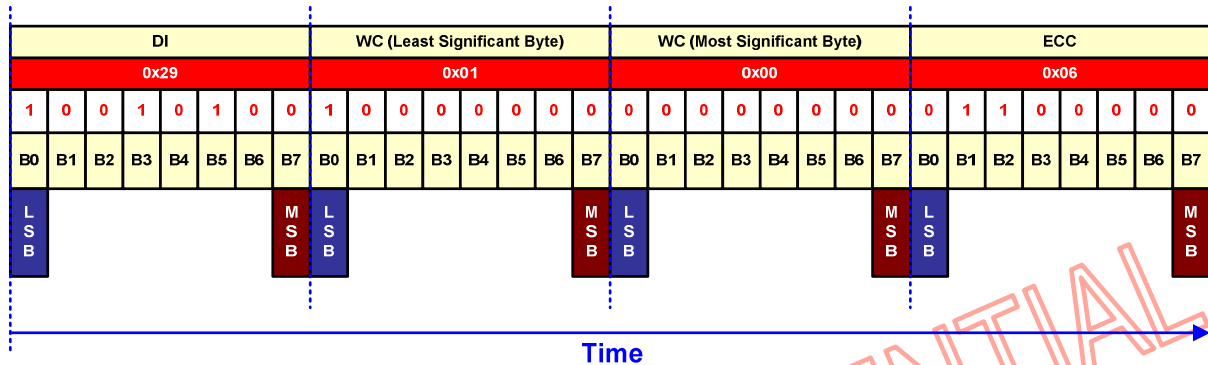 DI WC (Least Significant Byte) WC (Most Significant Byte) ECC
0x29 0x01 0x00 0x06
1 0 0 1 0 1 0 0 1 0 0 0 0 0 0 0 0 0 0 0 0 0 0 0 0 1 1 0 0 0 0 0
B0 B1 B2 B3 B4 B5 B6 B7 B0 B1 B2 B3 B4 B5 B6 B7 B0 B1 B2 B3 B4 B5 B6 B7 B0 B1 B2 B3 B4 B5 B6 B7
LSB MSB LSB MSB LSB MSB LSB MSB
NTIAL
Time